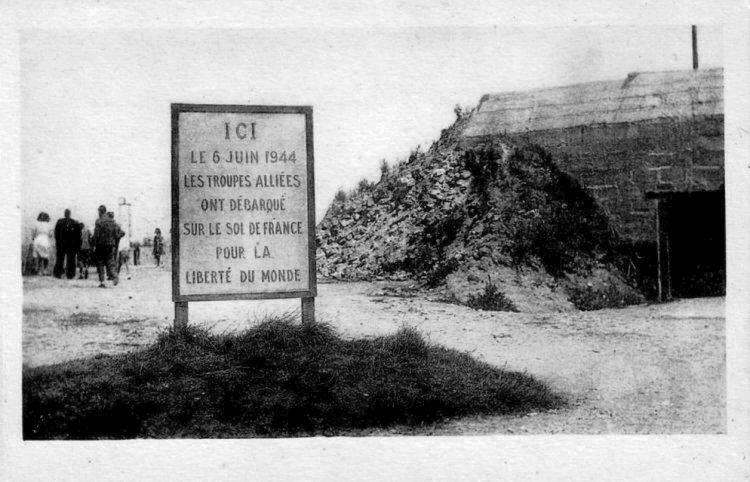 ICI
LE 6 JUIN 1944
LES TROUPES ALLIÉES
ONT DÉBARQUÉ
SUR LE SOL DE FRANCE
POUR LA
LIBERTÉ DU MONDE